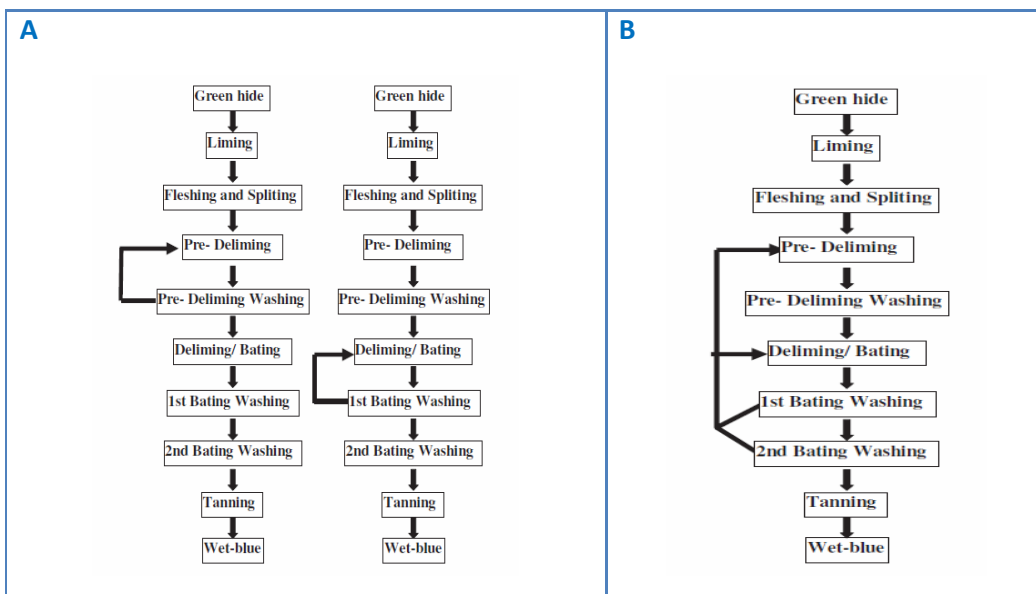 A
Green hide
Liming
Fleshing and Spliting
Pre- Deliming
Pre- Deliming Washing
Deliming/ Bating
1st Bating Washing
2nd Bating Washing
Tanning
Wet-blue
Green hide
Liming
Fleshing and Spliting
Pre- Deliming
Pre- Deliming Washing
Deliming/ Bating
1st Bating Washing
2nd Bating Washing
Tanning
Wet-blue
B
Green hide
Liming
Fleshing and Spliting
Pre- Deliming
Pre- Deliming Washing
Deliming/ Bating
1st Bating Washing
2nd Bating Washing
Tanning
Wet-blue